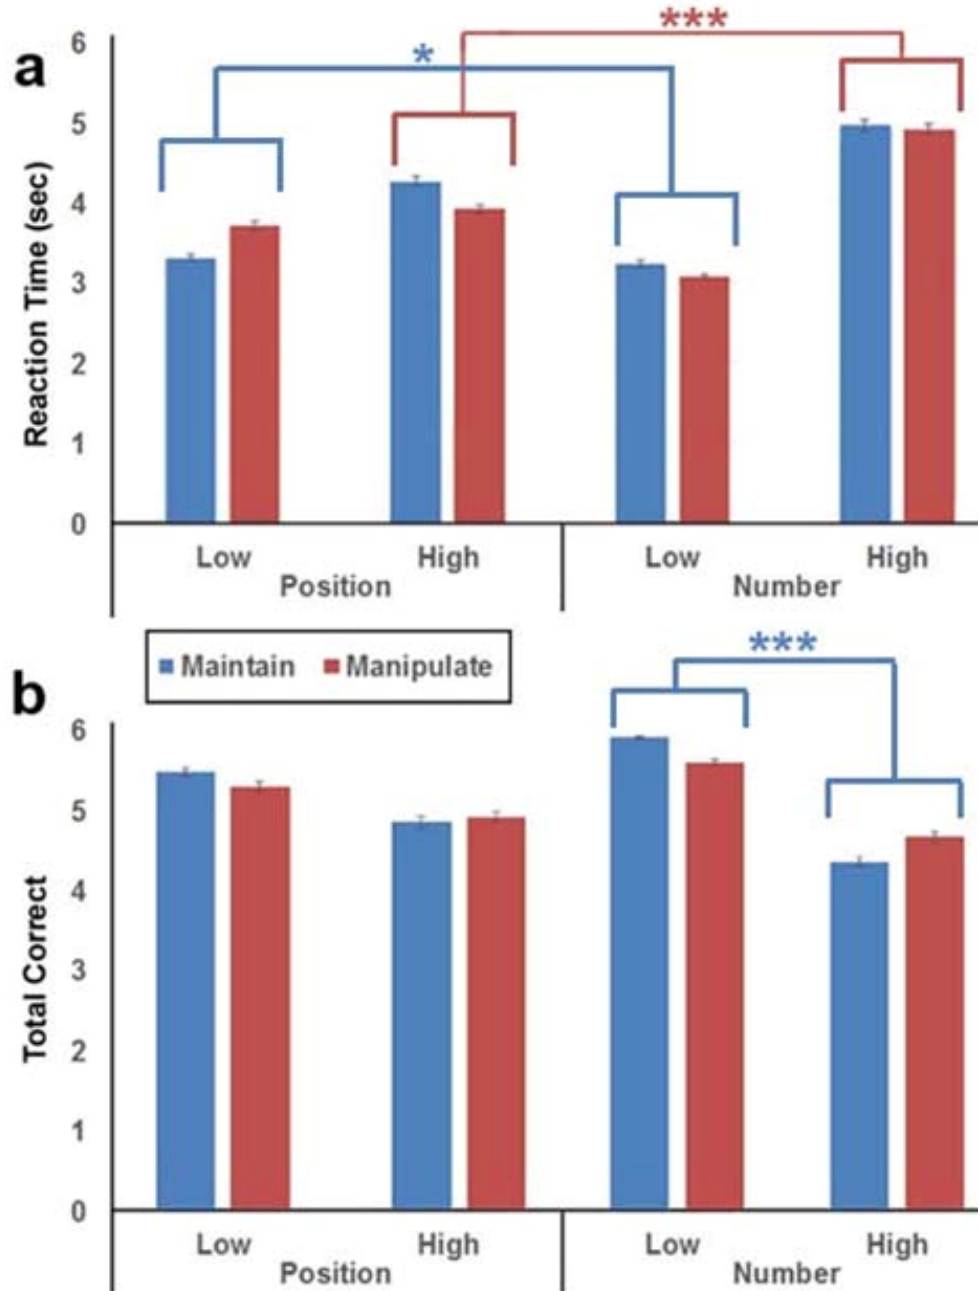 a
***
*
Reaction Time (sec)
6
5
4
3
2
1
0
Low High Low High
Position Number
Maintain Manipulate
b
***
Total Correct
6
5
4
3
2
1
0
Low High Low High
Position Number